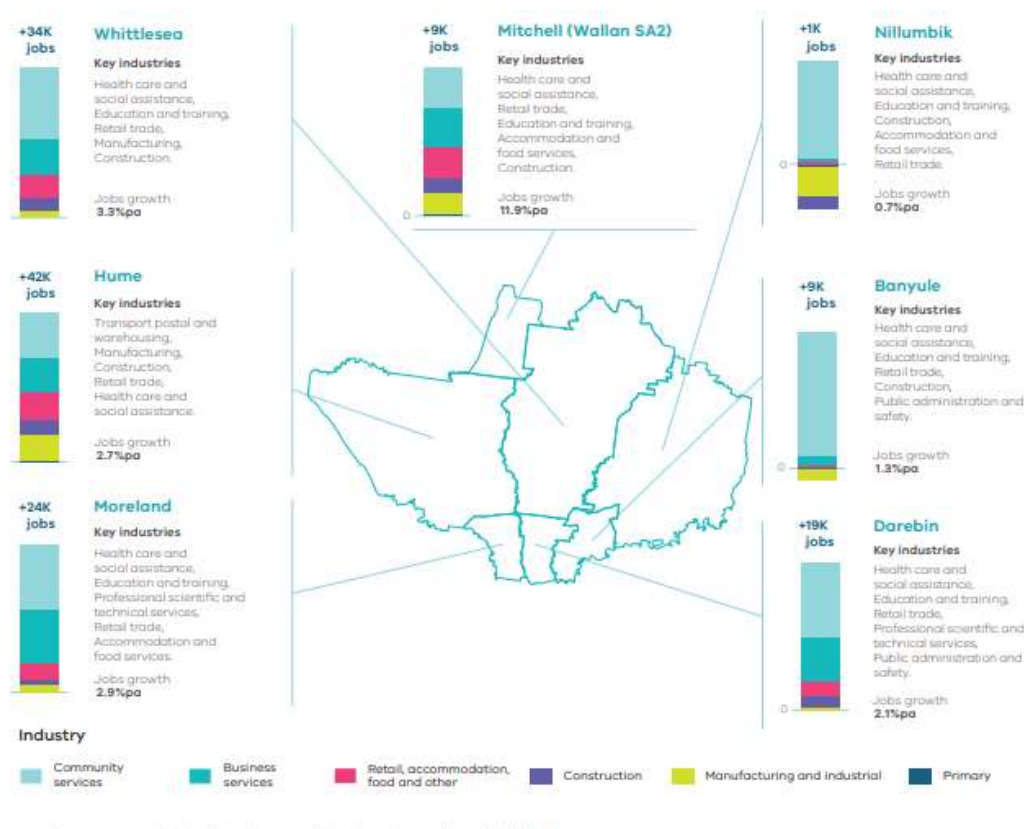 +34K
jobs
Whittlesea
Key industries
Health care and
social assistance,
Education and training,
Retail trade,
Manufacturing,
Construction.
Jobs growth
3.3%pa
+9K
jobs
Mitchell (Wallan SA2)
Key industries
Health care and
social assistance,
Retail trade,
Education and training,
Accommodation and
food services,
Construction
Jobs growth
11.9%pa
0
+1K
jobs
Nillumbik
Key industries
Health care and
social assistance,
Education and training,
Construction,
Accommodation and
food services,
Retail trade.
Jobs growth
0.7%pa
0
+42K
jobs
Hume
Key industries
Transport postal and
warehousing,
Manufacturing,
Construction,
Retail trade,
Health care and
social assistance.
Jobs growth
2.7%pa
+9K
jobs
Banyule
Key industries
Health care and
social assistance,
Education and training,
Retail trade,
Construction,
Public administration and
safety.
Jobs growth
1.3%pa
0
+24K
jobs
Moreland
Key industries
Health care and
social assistance,
Education and training,
Professional scientific and
technical services,
Retail trade,
Accommodation and
food services.
Jobs growth
2.9%pa
+19K
jobs
Darebin
Key industries
Health care and
social assistance,
Education and training,
Retail trade,
Professional scientific and
technical services,
Public administration and
safety.
Jobs growth
2.1%pa
0
Industry
Community
services
Business
services
Retail, accommodation,
food and other
Construction
Manufacturing and industrial
Primary